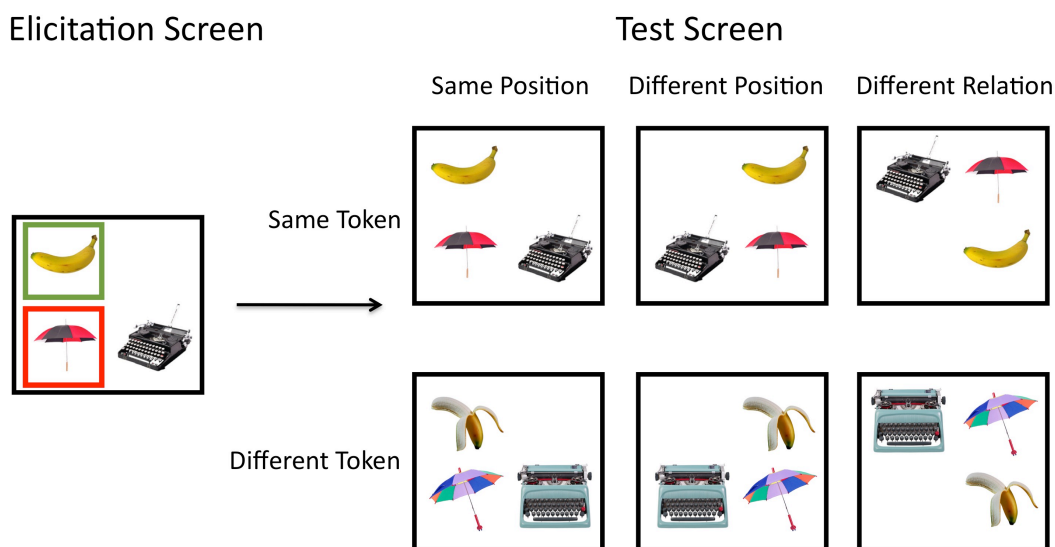 Elicitation Screen
Test Screen
Same Position
Different Position
Different Relation
Same Token
Different Token